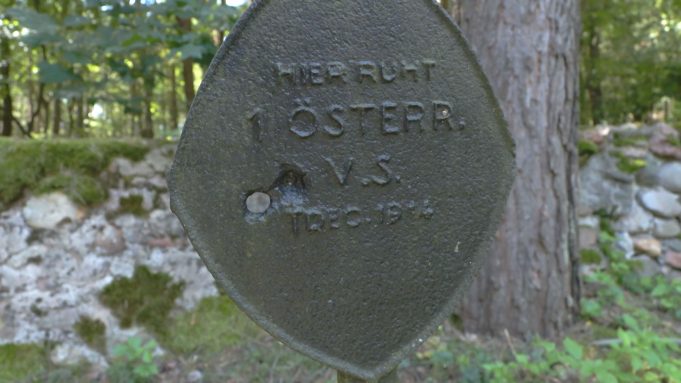 HIER RUHT
1 ÖSTERR.
V.S.
† DEC. 1914